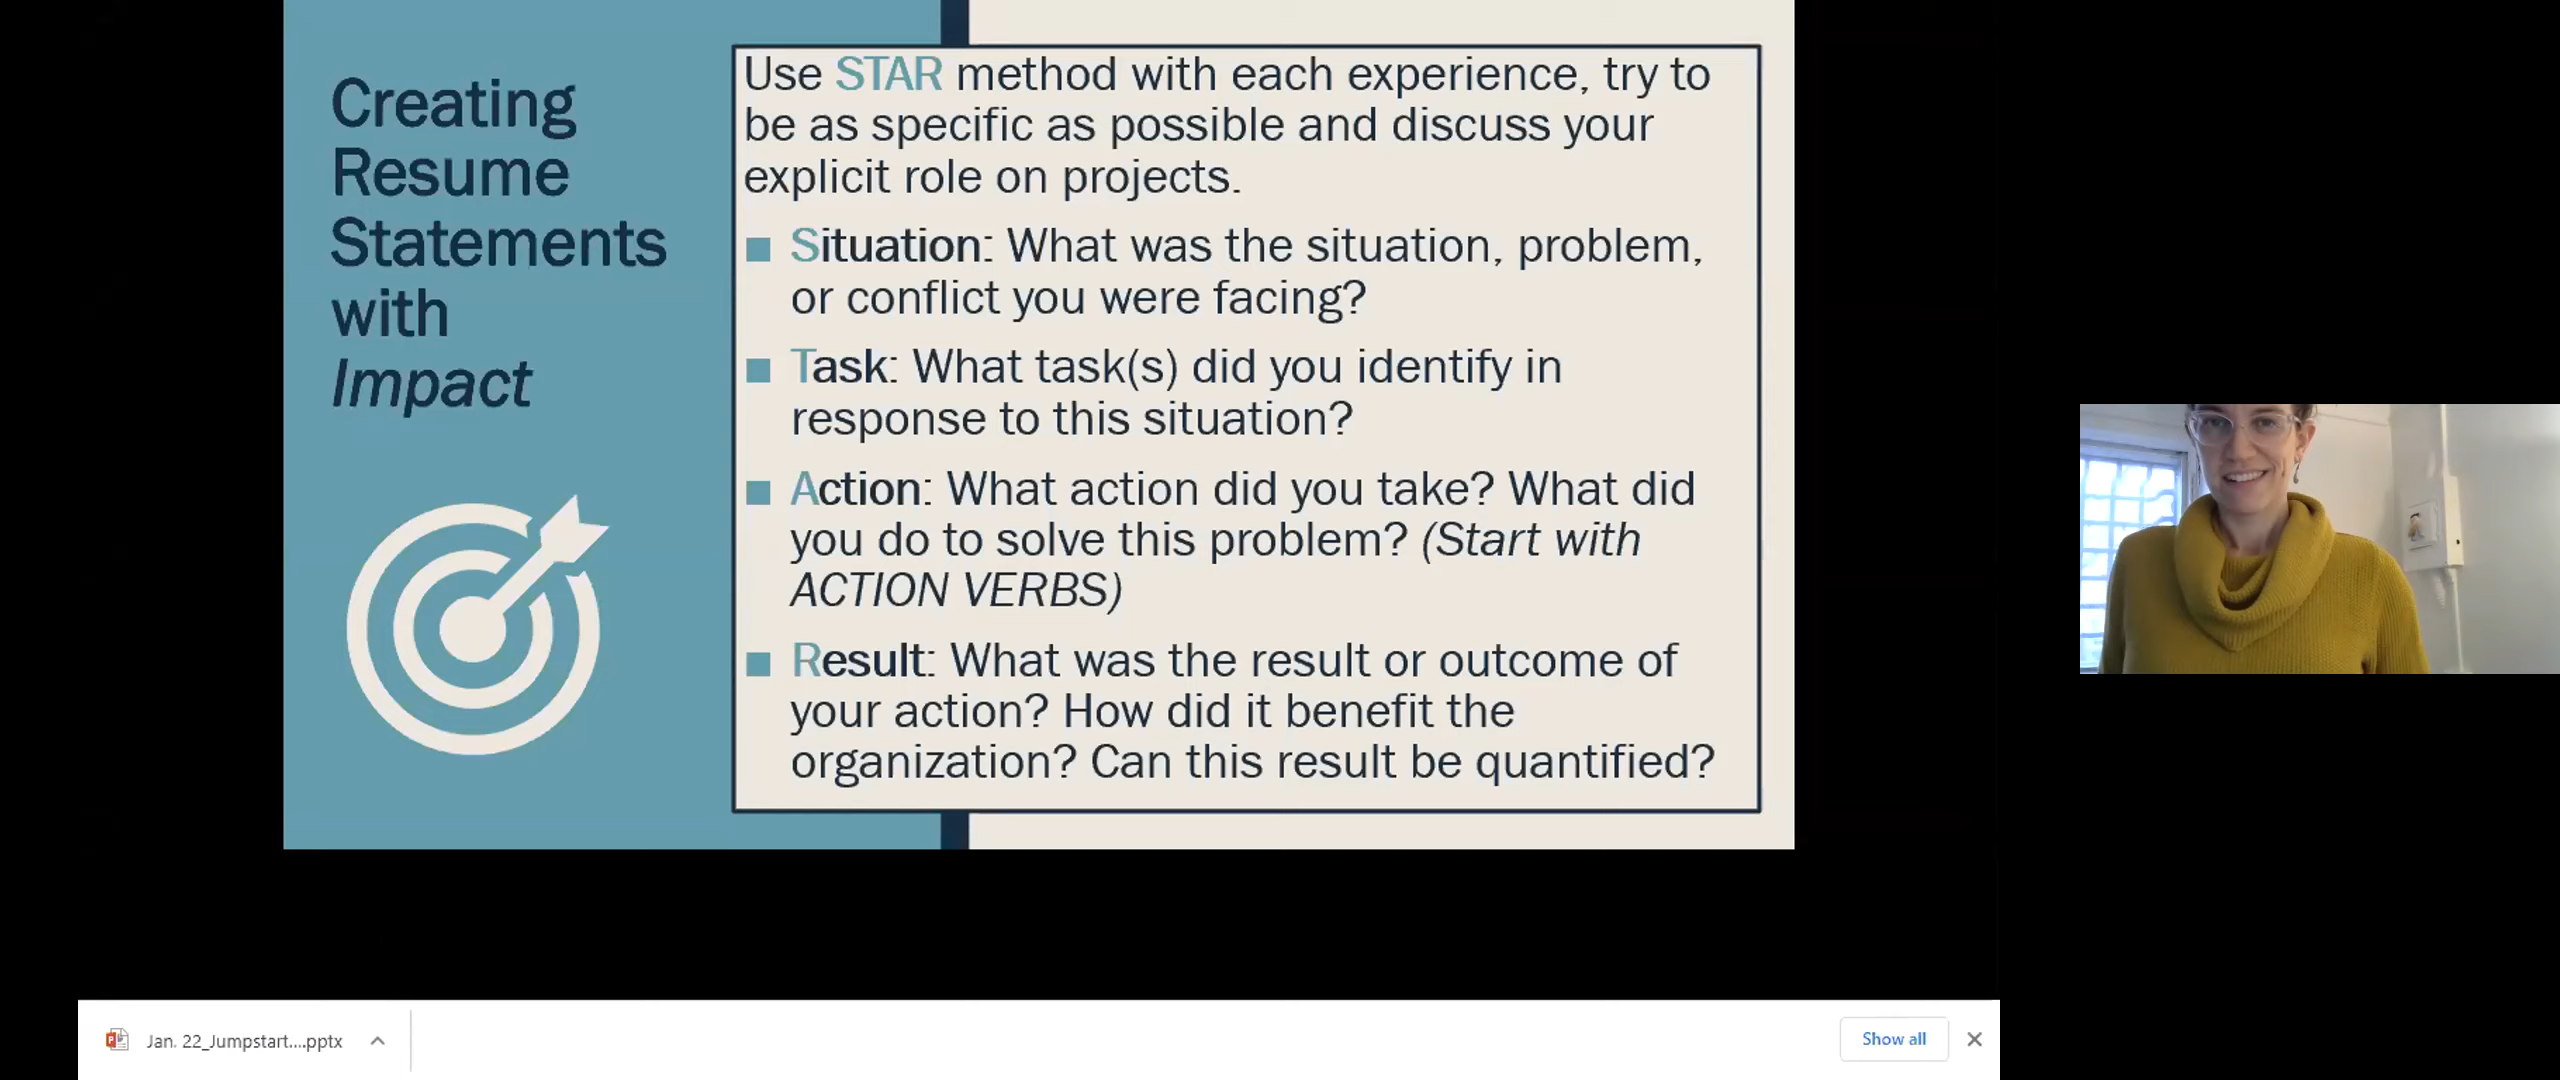 Creating
Resume
Statements
with
Impact
Use STAR method with each experience, try to
be as specific as possible and discuss your
explicit role on projects.
Situation: What was the situation, problem,
or conflict you were facing?
Task: What task(s) did you identify in
response to this situation?
Action: What action did you take? What did
you do to solve this problem? (Start with
ACTION VERBS)
Result: What was the result or outcome of
your action? How did it benefit the
organization? Can this result be quantified?
Jan. 22_Jumpstart....pptx
Show all